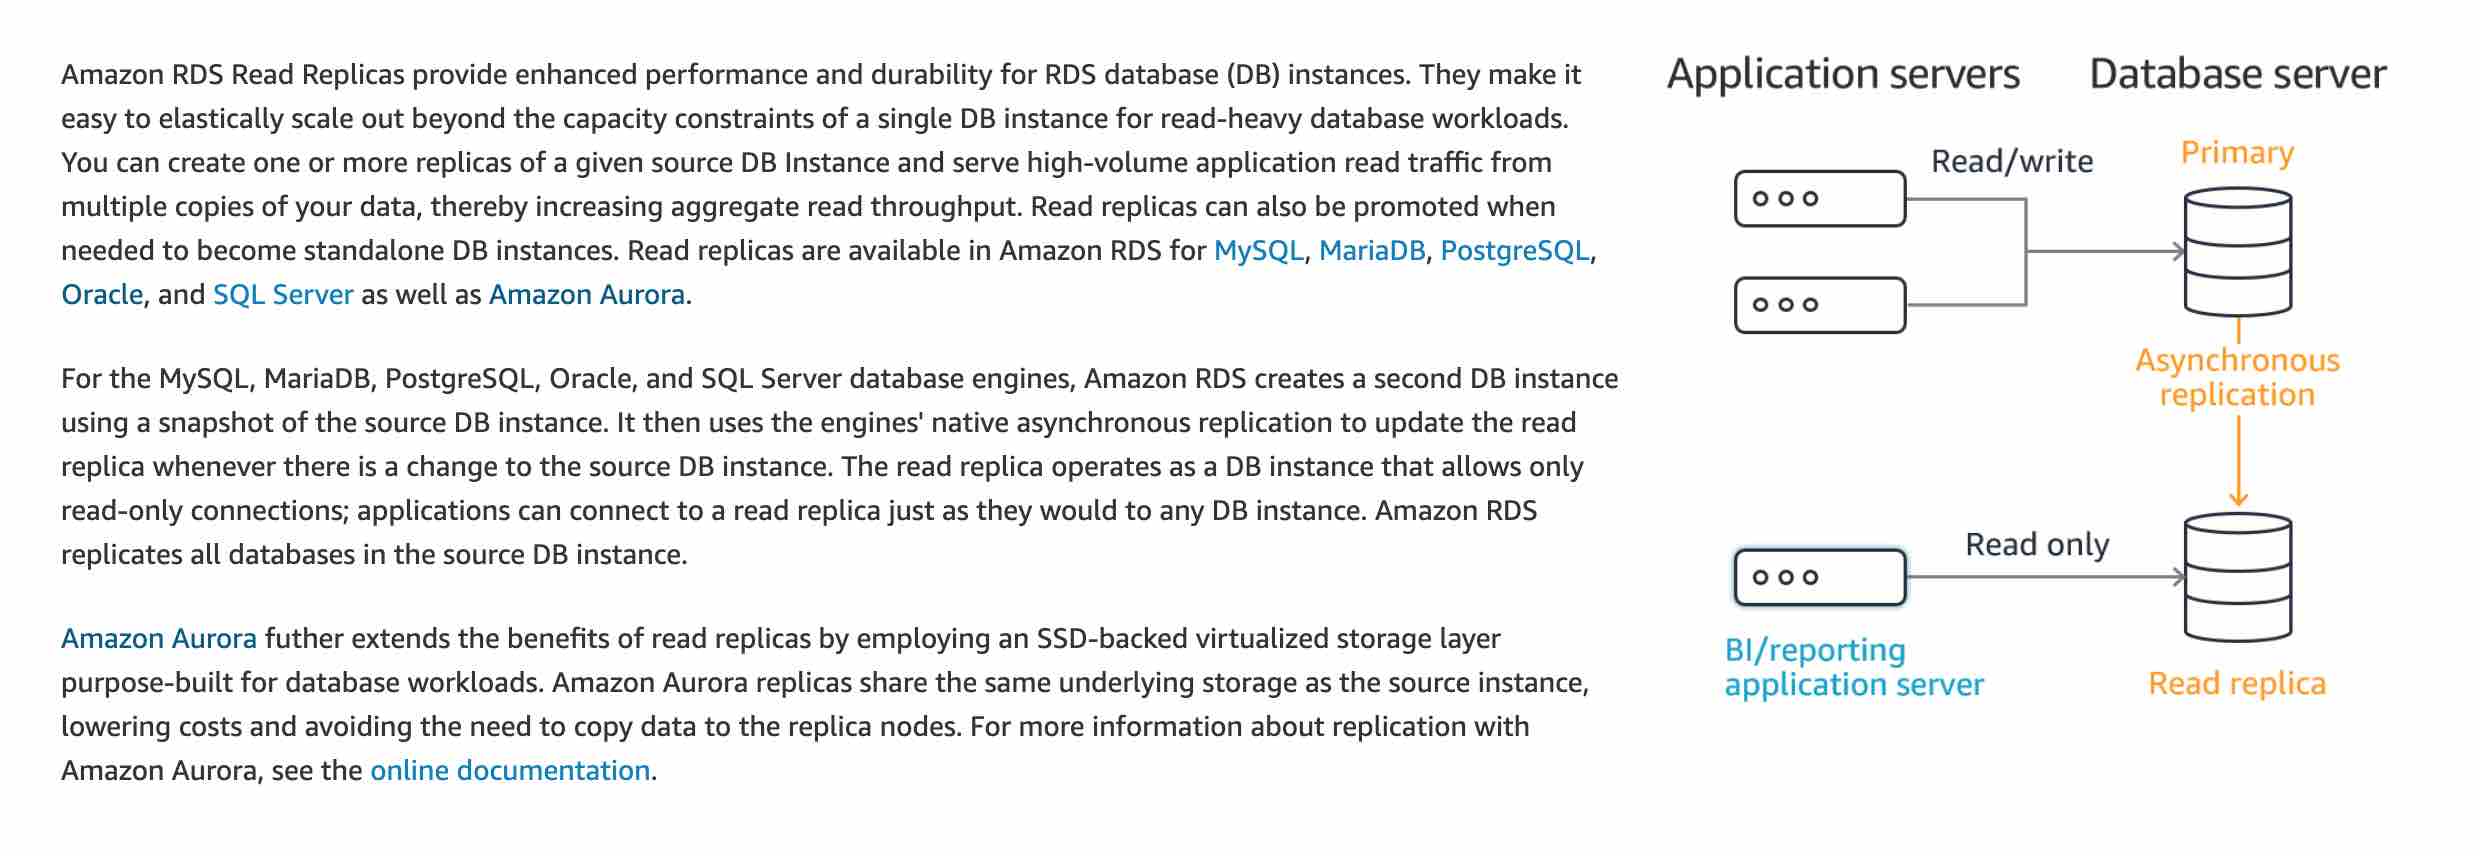 Amazon RDS Read Replicas provide enhanced performance and durability for RDS database (DB) instances. They make it
easy to elastically scale out beyond the capacity constraints of a single DB instance for read-heavy database workloads.
You can create one or more replicas of a given source DB Instance and serve high-volume application read traffic from
multiple copies of your data, thereby increasing aggregate read throughput. Read replicas can also be promoted when
needed to become standalone DB instances. Read replicas are available in Amazon RDS for MySQL, MariaDB, PostgreSQL,
Oracle, and SQL Server as well as Amazon Aurora.
For the MySQL, MariaDB, PostgreSQL, Oracle, and SQL Server database engines, Amazon RDS creates a second DB instance
using a snapshot of the source DB instance. It then uses the engines' native asynchronous replication to update the read
replica whenever there is a change to the source DB instance. The read replica operates as a DB instance that allows only
read-only connections; applications can connect to a read replica just as they would to any DB instance. Amazon RDS
replicates all databases in the source DB instance.
Amazon Aurora futher extends the benefits of read replicas by employing an SSD-backed virtualized storage layer
purpose-built for database workloads. Amazon Aurora replicas share the same underlying storage as the source instance,
lowering costs and avoiding the need to copy data to the replica nodes. For more information about replication with
Amazon Aurora, see the online documentation.
Application servers
Database server
Read/write
Primary
Asynchronous
replication
Read only
BI/reporting
application server
Read replica